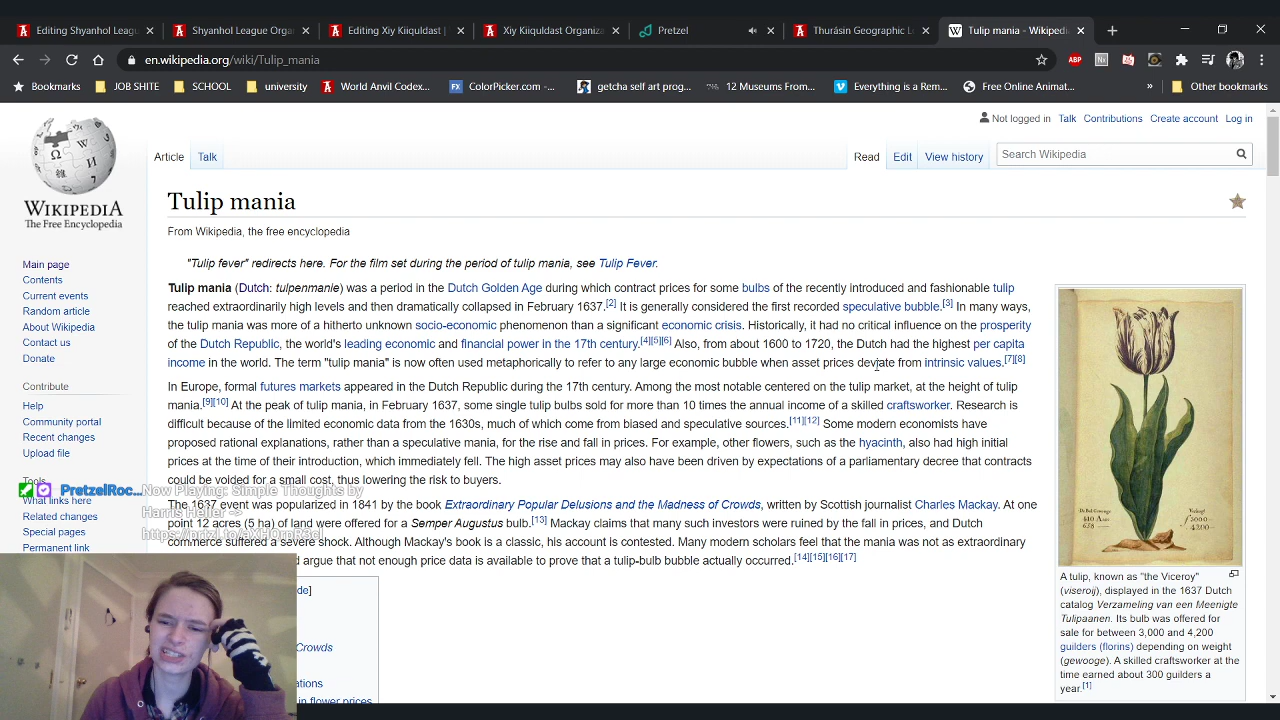 Editing Shyanhol League
Shyanhol League Orga
Editing Xiy Kiiquldast |
Xiy Kiiquldast Organiza
Pretzel
Thurásin Geographic L
Tulip mania - Wikiped
en.wikipedia.org/wiki/Tulip_mania
Bookmarks
JOB SHITE
SCHOOL
university
World Anvil Codex...
ColorPicker.com -...
getcha self art prog...
12 Museums From...
Everything is a Rem...
Free Online Animat...
»
Other bookmarks
Not logged in Talk Contributions Create account Log in
Article Talk
Read Edit View history
Search Wikipedia
WIKIPEDIA
The Free Encyclopedia
Main page
Contents
Current events
Random article
About Wikipedia
Contact us
Donate
Contribute
Help
Community portal
Recent changes
Upload file
Tools
What links here
Related changes
Special pages
Permanent link
Tulip mania
From Wikipedia, the free encyclopedia
"Tulip fever" redirects here. For the film set during the period of tulip mania, see Tulip Fever.
Tulip mania (Dutch: tulpenmanie) was a period in the Dutch Golden Age during which contract prices for some bulbs of the recently introduced and fashionable tulip
reached extraordinarily high levels and then dramatically collapsed in February 1637.[2] It is generally considered the first recorded speculative bubble.[3] In many ways,
the tulip mania was more of a hitherto unknown socio-economic phenomenon than a significant economic crisis. Historically, it had no critical influence on the prosperity
of the Dutch Republic, the world's leading economic and financial power in the 17th century.[4][5][6] Also, from about 1600 to 1720, the Dutch had the highest per capita
income in the world. The term "tulip mania" is now often used metaphorically to refer to any large economic bubble when asset prices deviate from intrinsic values.[7][8]
In Europe, formal futures markets appeared in the Dutch Republic during the 17th century. Among the most notable centered on the tulip market, at the height of tulip
mania.[9][10] At the peak of tulip mania, in February 1637, some single tulip bulbs sold for more than 10 times the annual income of a skilled craftsworker. Research is
difficult because of the limited economic data from the 1630s, much of which come from biased and speculative sources.[11][12] Some modern economists have
proposed rational explanations, rather than a speculative mania, for the rise and fall in prices. For example, other flowers, such as the hyacinth, also had high initial
prices at the time of their introduction, which immediately fell. The high asset prices may also have been driven by expectations of a parliamentary decree that contracts
could be voided for a small cost, thus lowering the risk to buyers.
The 1637 event was popularized in 1841 by the book Extraordinary Popular Delusions and the Madness of Crowds, written by Scottish journalist Charles Mackay. At one
point 12 acres (5 ha) of land were offered for a Semper Augustus bulb.[13] Mackay claims that many such investors were ruined by the fall in prices, and Dutch
commerce suffered a severe shock. Although Mackay's book is a classic, his account is contested. Many modern scholars feel that the mania was not as extraordinary
d argue that not enough price data is available to prove that a tulip-bulb bubble actually occurred.[14][15][16][17]
de]
Crowds
ations
in flower prices
PretzelRoc... Now Playing: Simple Thoughts by
Harris Heller ->
A tulip, known as "the Viceroy"
(viseroij), displayed in the 1637 Dutch
catalog Verzameling van een Meenigte
Tulipaanen. Its bulb was offered for
sale for between 3,000 and 4,200
guilders (florins) depending on weight
(gewooge). A skilled craftsworker at the
time earned about 300 guilders a
year.[1]